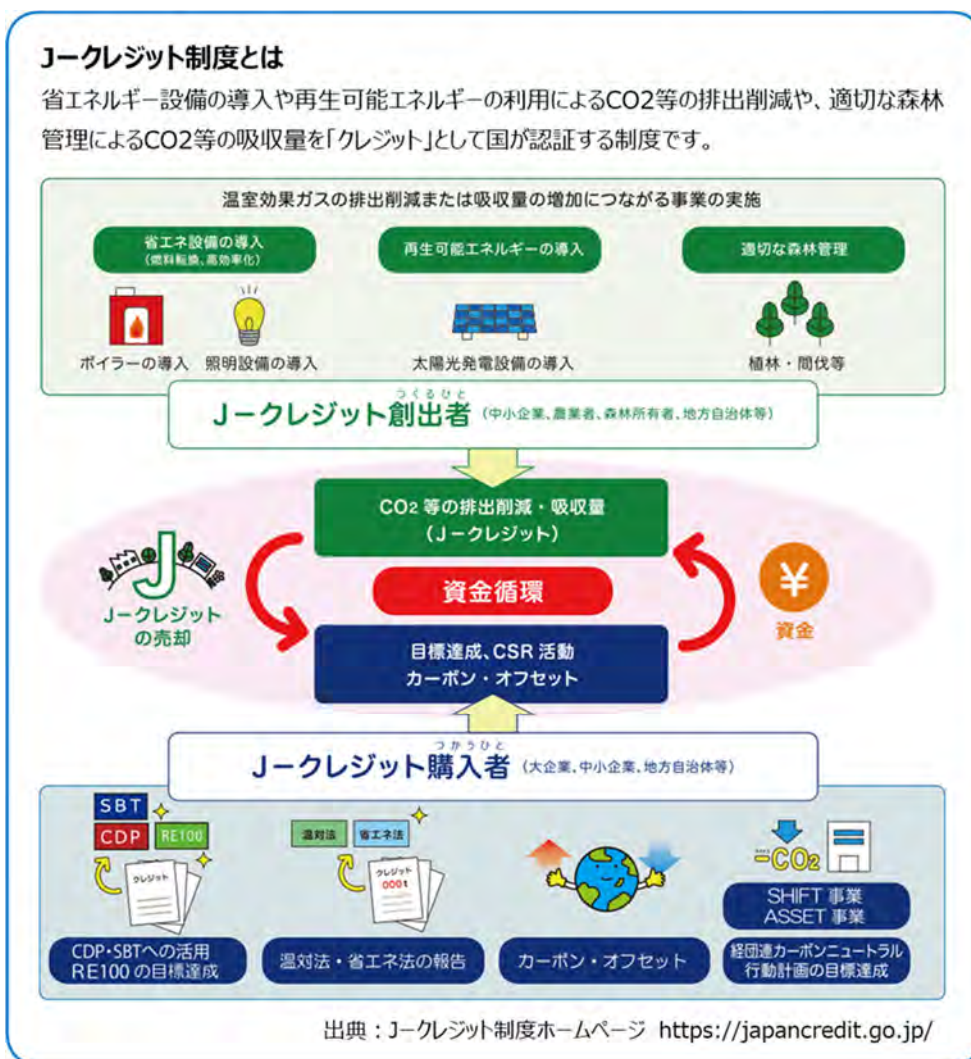 Jークレジット制度とは
省エネルギー設備の導入や再生可能エネルギーの利用によるCO2等の排出削減や、適切な森林
管理によるCO2等の吸収量を「クレジット」として国が認証する制度です。
温室効果ガスの排出削減または吸収量の増加につながる事業の実施
省エネ設備の導入
(燃料転換、高効率化)
再生可能エネルギーの導入
適切な森林管理
ボイラーの導入
照明設備の導入
太陽光発電設備の導入
植林・間伐等
つくるひと
Jークレジット創出者(中小企業、農業者、森林所有者、地方自治体等)
CO2 等の排出削減・吸収量
(Jークレジット)
J
Jークレジット
の売却
資金循環
¥
資金
目標達成、CSR 活動
カーボン・オフセット
つかうひと
Jークレジット購入者(大企業、中小企業、地方自治体等)
SBT
CDP
RE100
クレジット
CDP・SBTへの活用
RE100 の目標達成
温対法
省エネ法
クレジット
0001
温対法・省エネ法の報告
カーボン・オフセット
-CO2
SHIFT 事業
ASSET 事業
経団連カーボンニュートラル
行動計画の目標達成
出典:Jークレジット制度ホームページ https://japancredit.go.jp/